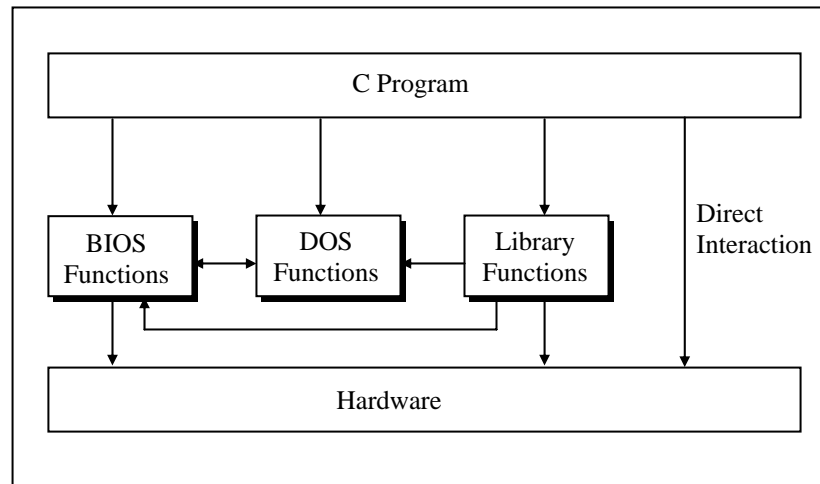 C Program
BIOS
Functions
DOS
Functions
Library
Functions
Direct
Interaction
Hardware